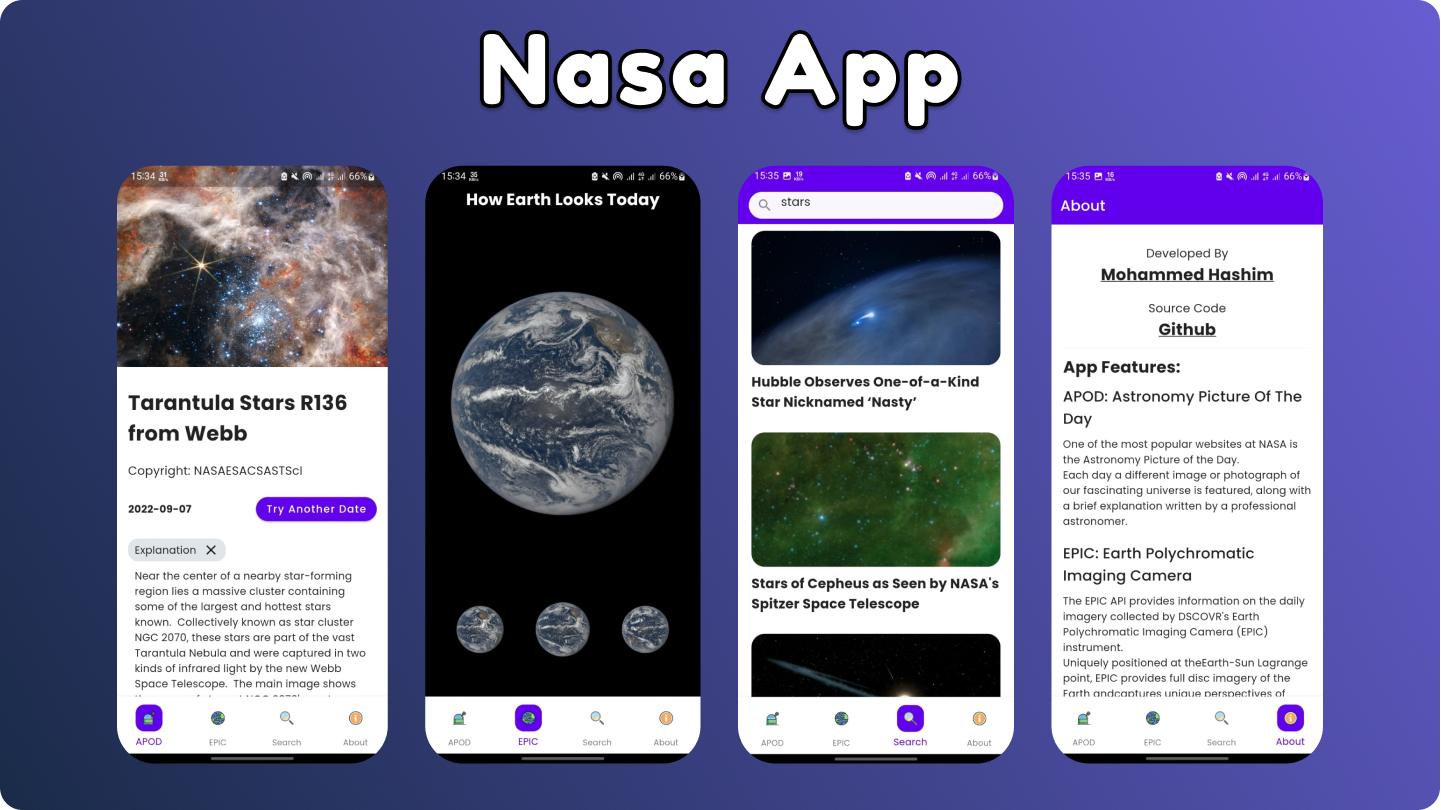 Nasa App
15:34 31 KB/s 66%
Tarantula Stars R136
from Webb
Copyright: NASAESACSASTScI
2022-09-07
Try Another Date
Explanation
Near the center of a nearby star-forming
region lies a massive cluster containing
some of the largest and hottest stars
known. Collectively known as star cluster
NGC 2070, these stars are part of the vast
Tarantula Nebula and were captured in two
kinds of infrared light by the new Webb
Space Telescope. The main image shows
APOD EPIC Search About
15:34 35 KB/s 66%
How Earth Looks Today
APOD EPIC Search About
15:35 19 KB/s 66%
stars
Hubble Observes One-of-a-Kind
Star Nicknamed ‘Nasty’
Stars of Cepheus as Seen by NASA's
Spitzer Space Telescope
APOD EPIC Search About
15:35 16 KB/s 66%
About
Developed By
Mohammed Hashim
Source Code
Github
App Features:
APOD: Astronomy Picture Of The
Day
One of the most popular websites at NASA is
the Astronomy Picture of the Day.
Each day a different image or photograph of
our fascinating universe is featured, along with
a brief explanation written by a professional
astronomer.
EPIC: Earth Polychromatic
Imaging Camera
The EPIC API provides information on the daily
imagery collected by DSCOVR's Earth
Polychromatic Imaging Camera (EPIC)
instrument.
Uniquely positioned at theEarth-Sun Lagrange
point, EPIC provides full disc imagery of the
Earth andcaptures unique perspectives of
APOD EPIC Search About